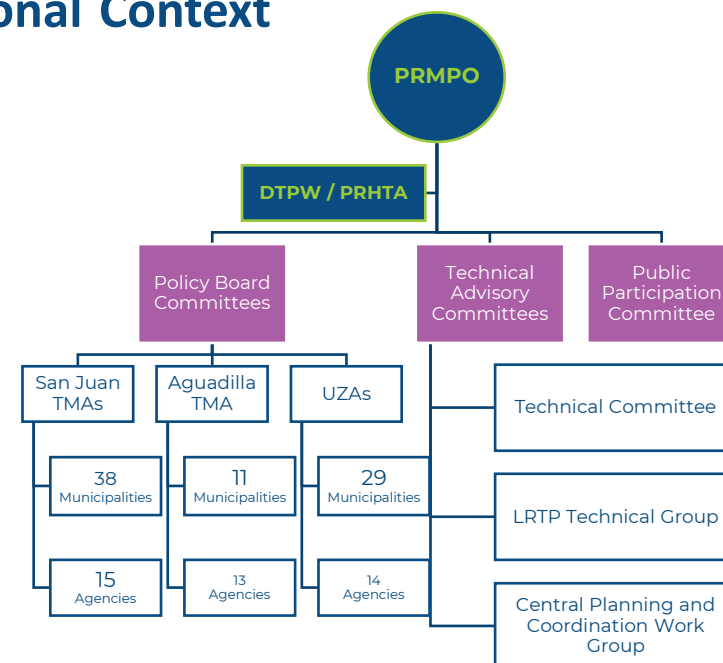 onal Context
PRMPO
DTPW / PRHTA
Policy Board
Committees
Technical
Advisory
Committees
Public
Participation
Committee
San Juan
TMAs
Aguadilla
TMA
UZAs
38
Municipalities
11
Municipalities
29
Municipalities
15
Agencies
13
Agencies
14
Agencies
Technical Committee
LRTP Technical Group
Central Planning and
Coordination Work
Group